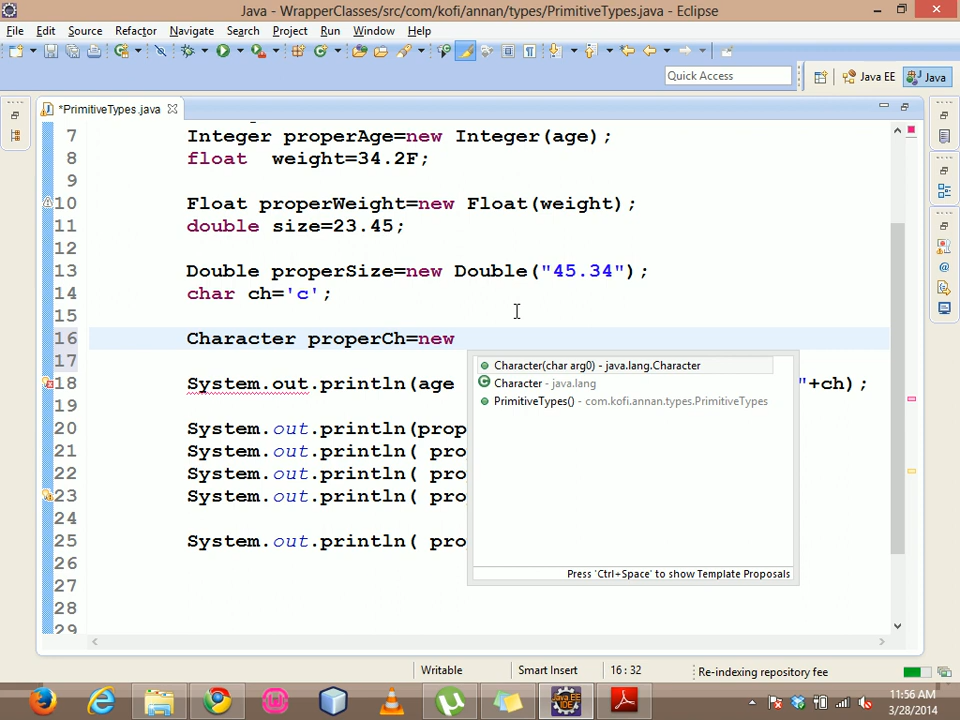 Java - WrapperClasses/src/com/kofi/annan/types/PrimitiveTypes.java - Eclipse
File Edit Source Refactor Navigate Search Project Run Window Help
Quick Access
Java EE
Java
*PrimitiveTypes.java
7 Integer properAge=new Integer(age);
8 float  weight=34.2F;
9
10 Float properWeight=new Float(weight);
11 double size=23.45;
12
13 Double properSize=new Double("45.34");
14 char ch='c';
15
16 Character properCh=new
17
Character(char arg0) - java.lang.Character
Character - java.lang
PrimitiveTypes() - com.kofi.annan.types.PrimitiveTypes
Press 'Ctrl+Space' to show Template Proposals
18 System.out.println(age "+ch);
19
20 System.out.println(prop
21 System.out.println( pro
22 System.out.println( pro
23 System.out.println( pro
24
25 System.out.println( pro
26
27
28
29
Writable
Smart Insert
16 : 32
Re-indexing repository fee
11:56 AM
3/28/2014